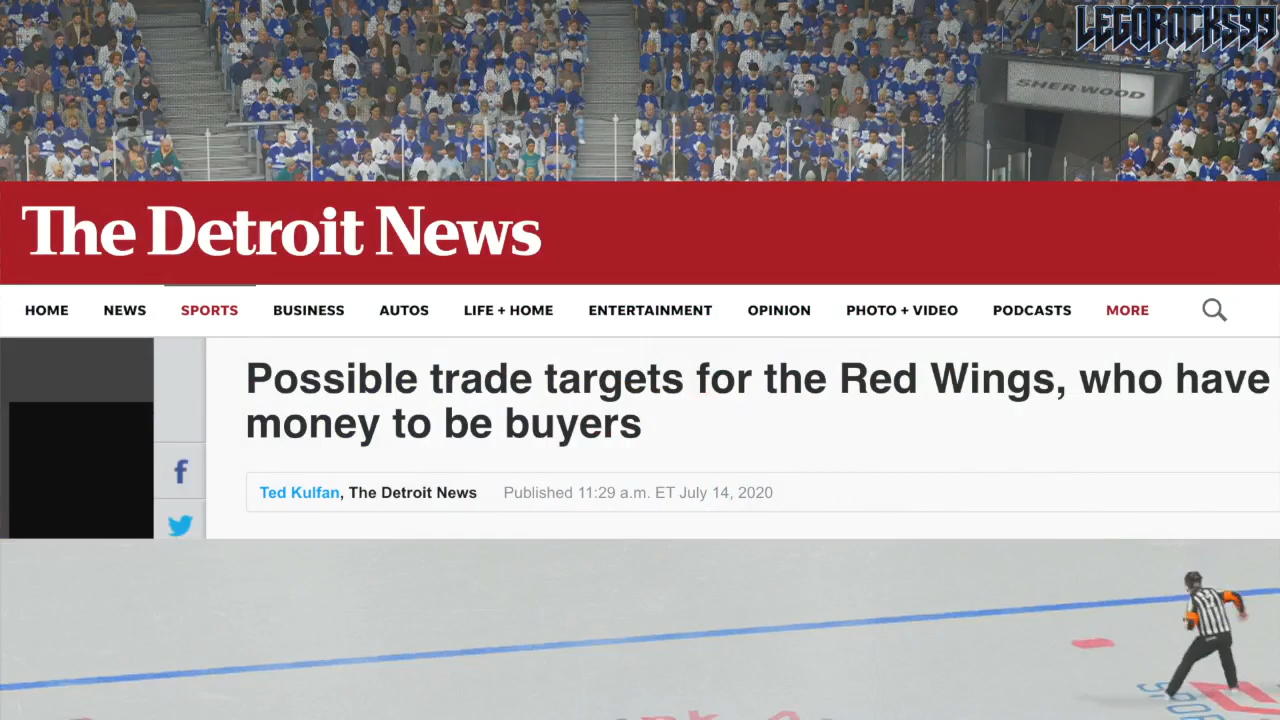 LEGOROCKS99
SHERWOOD
The Detroit News
HOME NEWS SPORTS BUSINESS AUTOS LIFE + HOME ENTERTAINMENT OPINION PHOTO + VIDEO PODCASTS MORE
Possible trade targets for the Red Wings, who have
money to be buyers
Ted Kulfan, The Detroit News Published 11:29 a.m. ET July 14, 2020